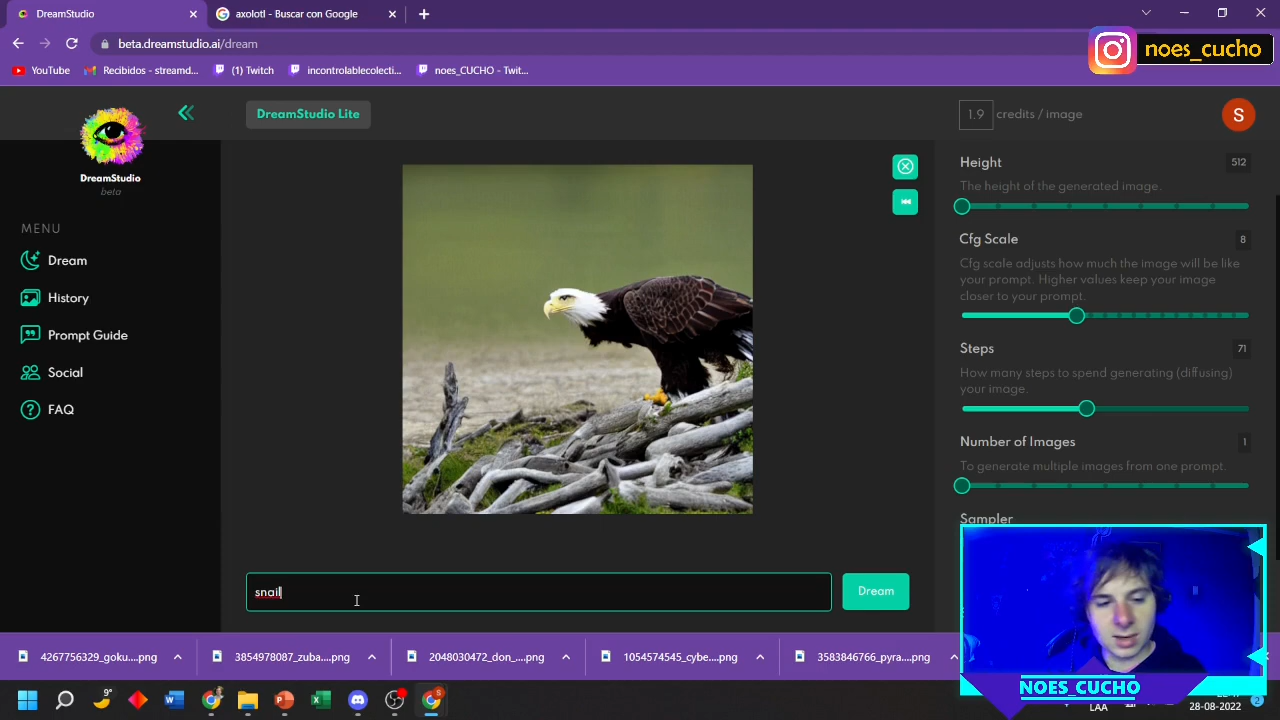 DreamStudio
axolotl - Buscar con Google
beta.dreamstudio.ai/dream
noes_cucho
YouTube
Recibidos - streamd...
(1) Twitch
incontrolablecolecti...
noes_CUCHO - Twit...
DreamStudio
beta
DreamStudio Lite
1.9 credits / image
S
MENU
Dream
History
Prompt Guide
Social
FAQ
Height
512
The height of the generated image.
Cfg Scale
8
Cfg scale adjusts how much the image will be like
your prompt. Higher values keep your image
closer to your prompt.
Steps
71
How many steps to spend generating (diffusing)
your image.
Number of Images
1
To generate multiple images from one prompt.
Sampler
snail
Dream
4267756329_goku....png
3854978087_zuba....png
2048030472_don_....png
1054574545_cybe....png
3583846766_pyra....png
NOES_CUCHO
9°
LAA
28-08-2022
2